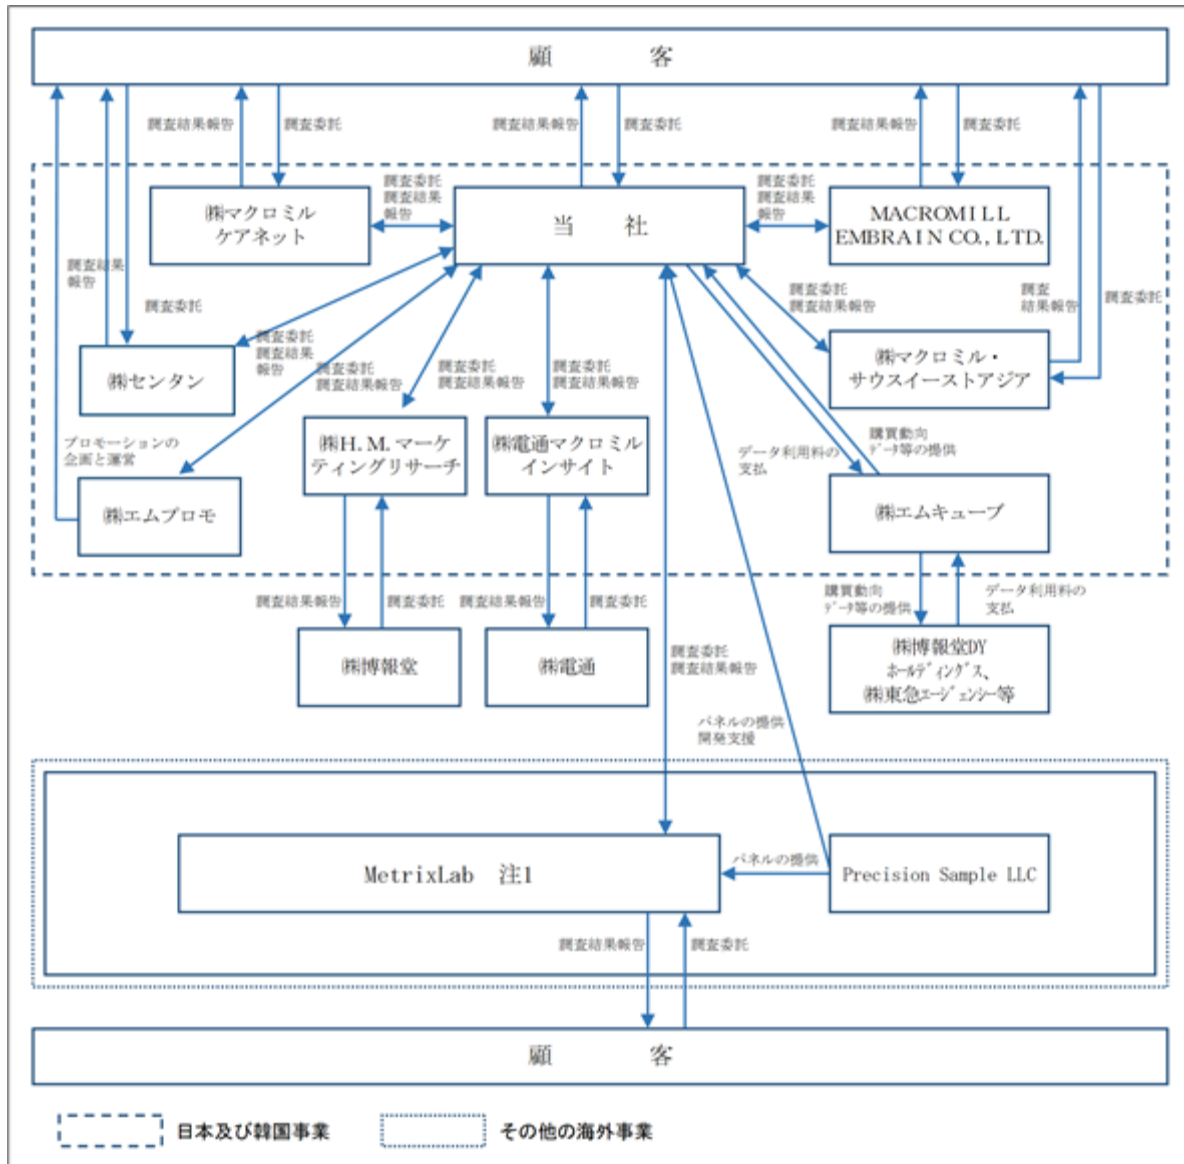 顧　客
調査結果報告
調査委託
調査結果報告
調査委託
調査結果報告
調査委託
㈱マクロミル
ケアネット
調査委託
調査結果
報告
当　社
調査委託
調査結果
報告
MACROMILL
EMBRAIN CO., LTD.
調査結果
報告
調査委託
調査委託
調査結果
報告
調査委託
調査結果報告
調査委託
調査結果報告
調査委託
調査結果報告
調査委託
調査結果報告
調査
結果報告
調査委託
㈱センタン
㈱マクロミル・
サウスイーストアジア
プロモーションの
企画と運営
㈱H.M.マーケ
ティングリサーチ
㈱電通マクロミル
インサイト
データ利用料の
支払
購買動向
データ等の提供
㈱エムプロモ
㈱エムキューブ
調査結果報告
調査委託
調査結果報告
調査委託
購買動向
データ等の提供
データ利用料の
支払
㈱博報堂
㈱電通
調査委託
調査結果報告
㈱博報堂DY
ホールディングス、
㈱東急エージェンシー等
パネルの提供
開発支援
MetrixLab　注1
パネルの提供
Precision Sample LLC
調査結果報告
調査委託
顧　客
日本及び韓国事業
その他の海外事業